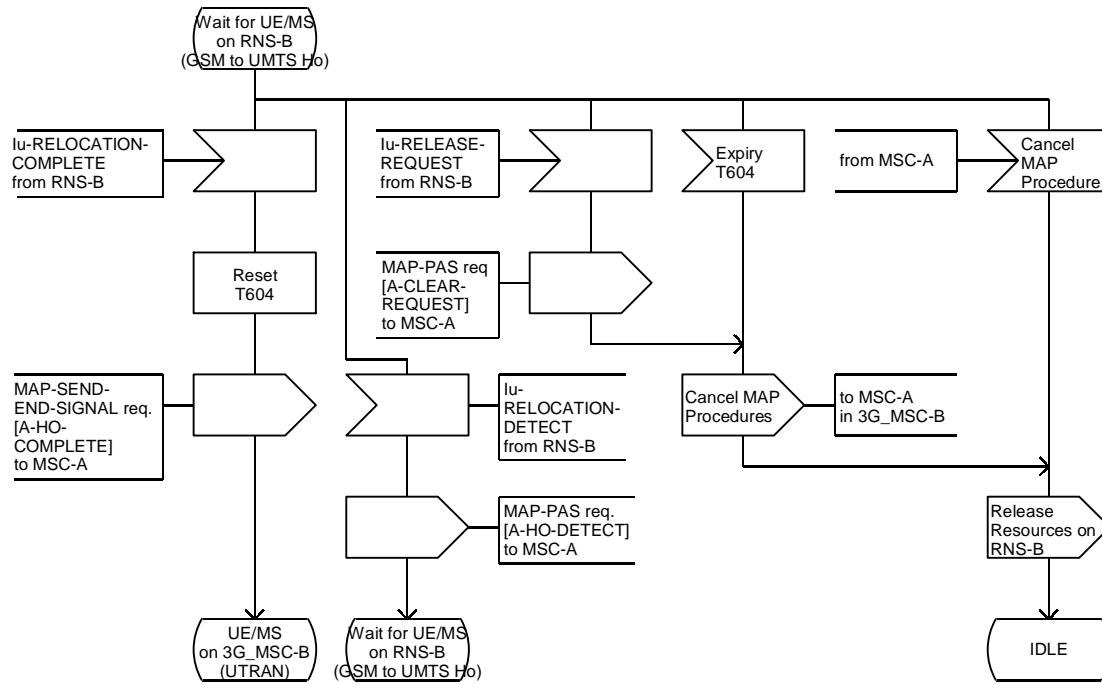 Wait for UE/MS
on RNS-B
(GSM to UMTS Ho)
Iu-RELOCATION-
COMPLETE
from RNS-B
Iu-RELEASE-
REQUEST
from RNS-B
Expiry
T604
from MSC-A
Cancel
MAP
Procedure
Reset
T604
MAP-PAS req
[A-CLEAR-
REQUEST]
to MSC-A
MAP-SEND-
END-SIGNAL req.
[A-HO-
COMPLETE]
to MSC-A
Iu-
RELOCATION-
DETECT
from RNS-B
Cancel MAP
Procedures
to MSC-A
in 3G_MSC-B
MAP-PAS req.
[A-HO-DETECT]
to MSC-A
Release
Resources on
RNS-B
UE/MS
on 3G_MSC-B
(UTRAN)
Wait for UE/MS
on RNS-B
(GSM to UMTS Ho)
IDLE